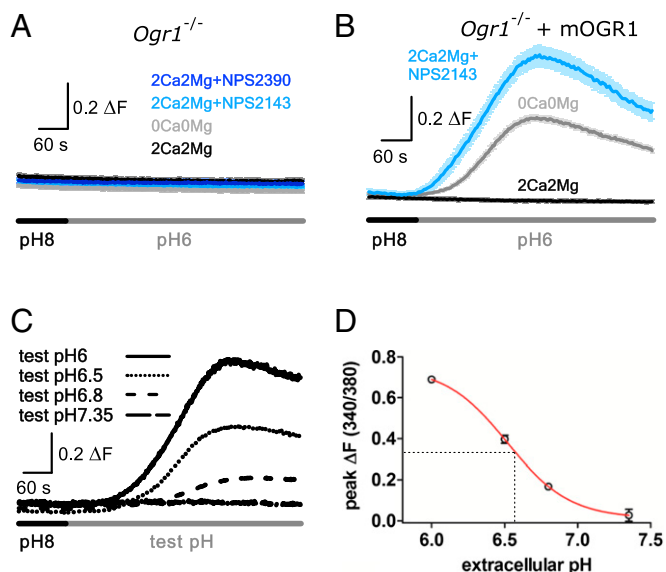 A
Ogr1-/-
2Ca2Mg+NPS2390
2Ca2Mg+NPS2143
0Ca0Mg
2Ca2Mg
0.2 ΔF
60 s
pH8
pH6
B
Ogr1-/- + mOGR1
2Ca2Mg+
NPS2143
0Ca0Mg
0.2 ΔF
60 s
2Ca2Mg
pH8
pH6
C
test pH6
test pH6.5
test pH6.8
test pH7.35
0.2 ΔF
60 s
pH8
test pH
D
peak ΔF (340/380)
0.8
0.6
0.4
0.2
0.0
6.0 6.5 7.0 7.5
extracellular pH